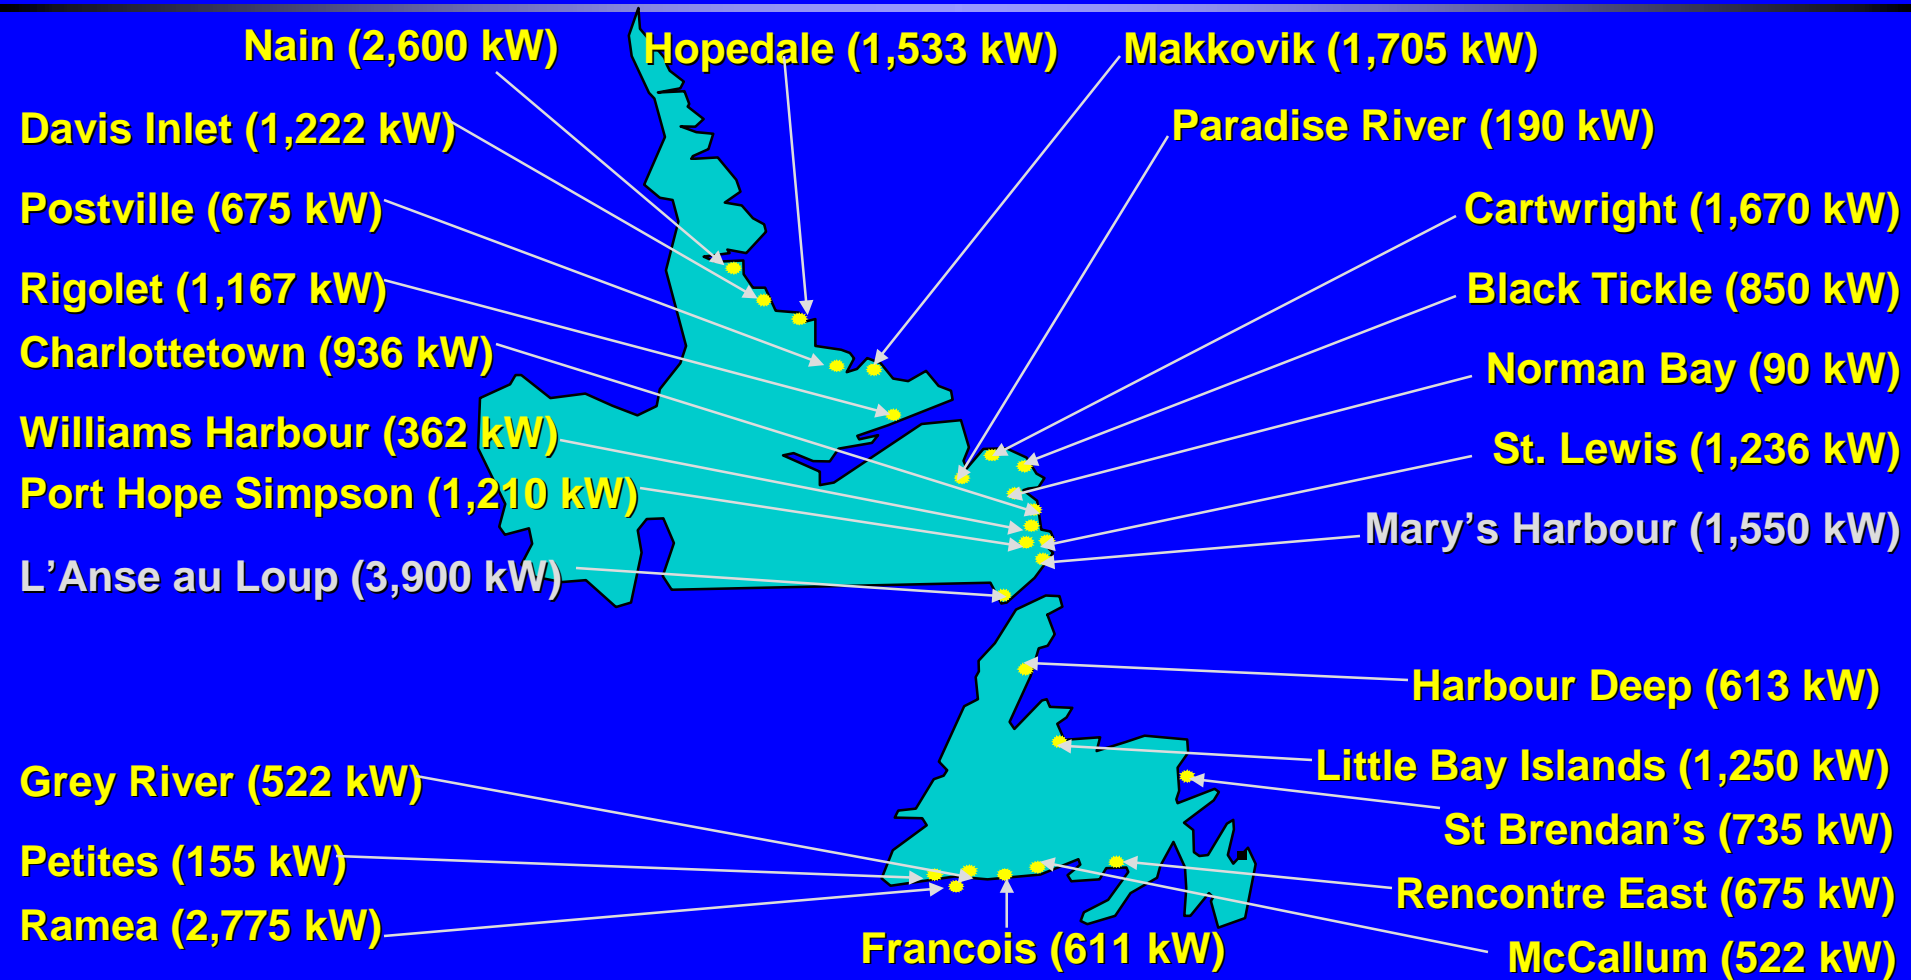 Nain (2,600 kW)
Hopedale (1,533 kW)
Makkovik (1,705 kW)
Davis Inlet (1,222 kW)
Paradise River (190 kW)
Postville (675 kW)
Cartwright (1,670 kW)
Rigolet (1,167 kW)
Black Tickle (850 kW)
Charlottetown (936 kW)
Norman Bay (90 kW)
Williams Harbour (362 kW)
St. Lewis (1,236 kW)
Port Hope Simpson (1,210 kW)
Mary’s Harbour (1,550 kW)
L’Anse au Loup (3,900 kW)
Harbour Deep (613 kW)
Little Bay Islands (1,250 kW)
Grey River (522 kW)
St Brendan’s (735 kW)
Petites (155 kW)
Rencontre East (675 kW)
Ramea (2,775 kW)
Francois (611 kW)
McCallum (522 kW)